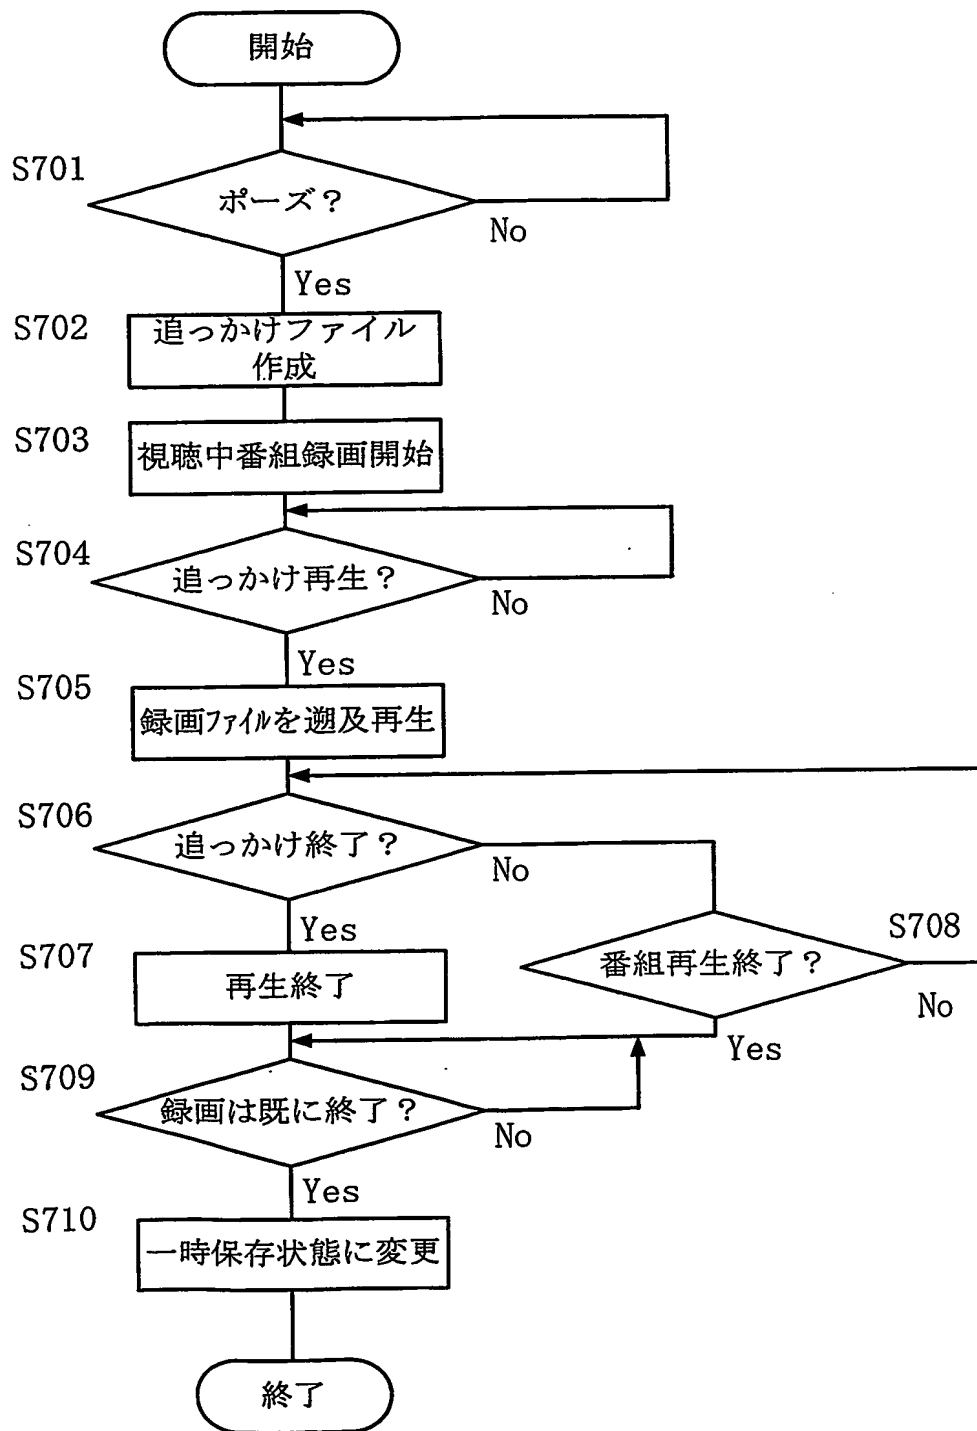 開始
S701
ポーズ？
No
Yes
S702
追っかけファイル
作成
S703
視聴中番組録画開始
S704
追っかけ再生？
No
Yes
S705
録画ファイルを遡及再生
S706
追っかけ終了？
No
Yes
S707
再生終了
S708
番組再生終了？
No
Yes
S709
録画は既に終了？
No
Yes
S710
一時保存状態に変更
終了